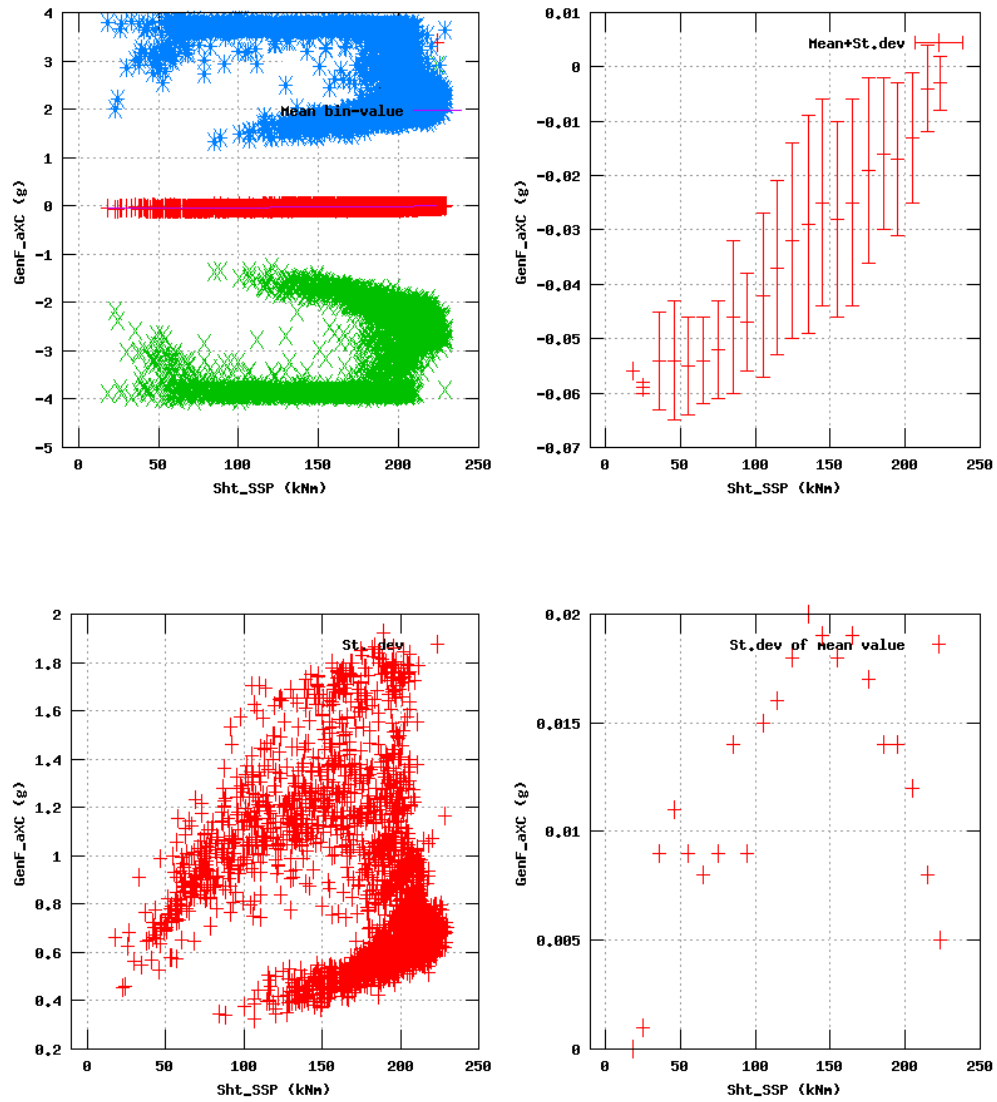 4
3
2
1
0
-1
-2
-3
-4
-5
GenF_aXC (g)
Mean bin-value
0 50 100 150 200 250
Sht_SSP (kNm)
0.01
0
-0.01
-0.02
-0.03
-0.04
-0.05
-0.06
-0.07
GenF_aXC (g)
Mean+St.dev
0 50 100 150 200 250
Sht_SSP (kNm)
2
1.8
1.6
1.4
1.2
1
0.8
0.6
0.4
0.2
GenF_aXC (g)
St. dev
0 50 100 150 200 250
Sht_SSP (kNm)
0.02
0.015
0.01
0.005
0
GenF_aXC (g)
St.dev of mean value
0 50 100 150 200 250
Sht_SSP (kNm)